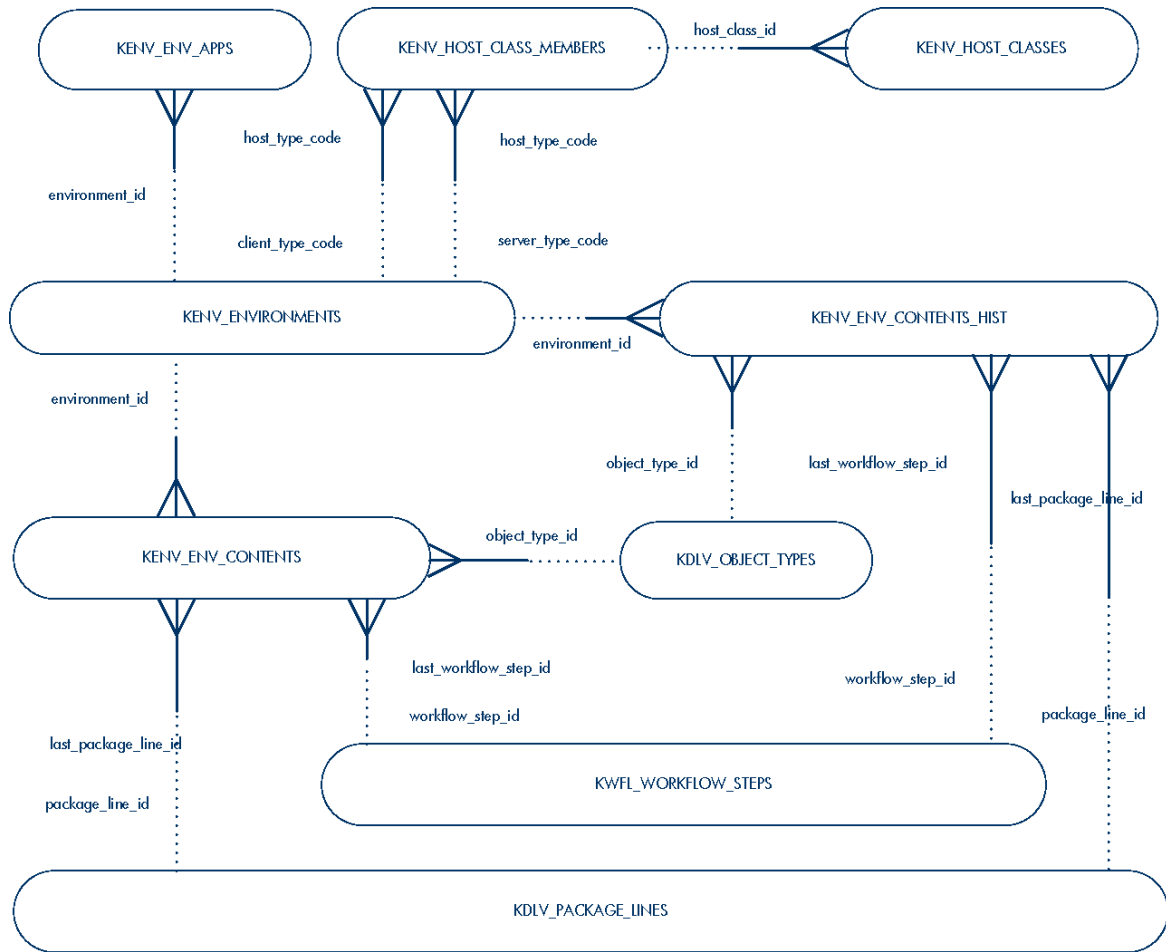 host_class_id
KENV_ENV_APPS
KENV_HOST_CLASS_MEMBERS
KENV_HOST_CLASSES
host_type_code
host_type_code
environment_id
client_type_code
server_type_code
KENV_ENVIRONMENTS
KENV_ENV_CONTENTS_HIST
environment_id
environment_id
object_type_id
last_workflow_step_id
last_package_line_id
object_type_id
KENV_ENV_CONTENTS
KDLV_OBJECT_TYPES
last_workflow_step_id
workflow_step_id
workflow_step_id
package_line_id
last_package_line_id
KWFL_WORKFLOW_STEPS
package_line_id
KDLV_PACKAGE_LINES